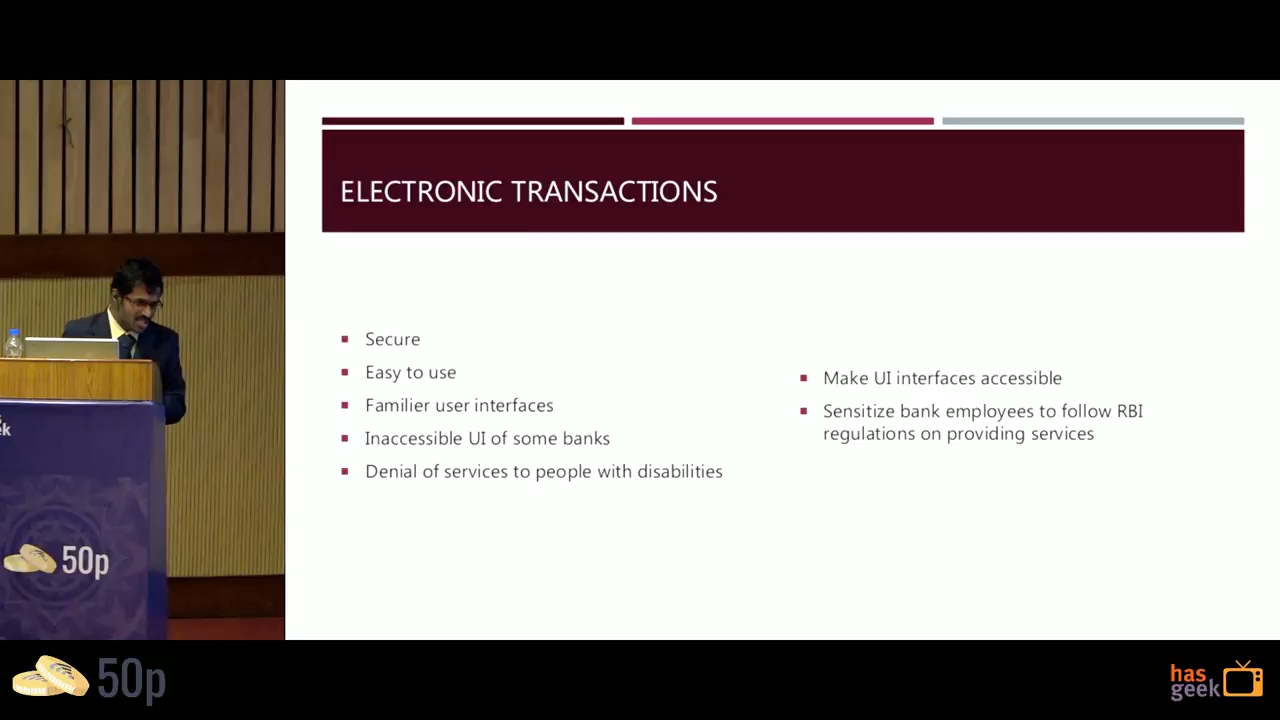 ELECTRONIC TRANSACTIONS
Secure
Easy to use
Familier user interfaces
Inaccessible UI of some banks
Denial of services to people with disabilities
Make UI interfaces accessible
Sensitize bank employees to follow RBI
regulations on providing services
ek
50p
50p
has
geek